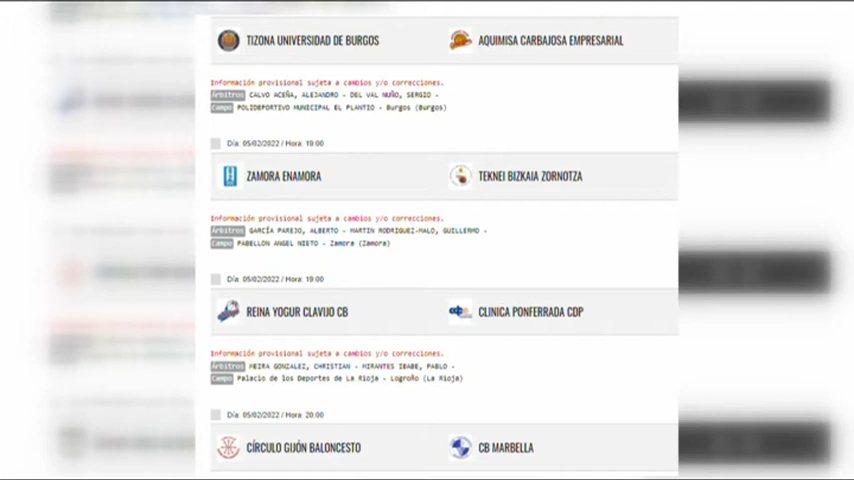 TIZONA UNIVERSIDAD DE BURGOS AQUIMISA CARBAJOSA EMPRESARIAL
Información provisional sujeta a cambios y/o correcciones.
Árbitros CALVO ACEÑA, ALEJANDRO - DEL VAL NUÑO, SERGIO -
Campo POLIDEPORTIVO MUNICIPAL EL PLANTIO - Burgos (Burgos)
Día: 05/02/2022 / Hora: 19:00
ZAMORA ENAMORA TEKNEI BIZKAIA ZORNOTZA
Información provisional sujeta a cambios y/o correcciones.
Árbitros GARCÍA PAREJO, ALBERTO - MARTIN RODRIGUEZ-MALO, GUILLERMO -
Campo PABELLON ANGEL NIETO - Zamora (Zamora)
Día: 05/02/2022 / Hora: 19:00
REINA YOGUR CLAVIJO CB CLINICA PONFERRADA CDP
Información provisional sujeta a cambios y/o correcciones.
Árbitros MEIRA GONZALEZ, CHRISTIAN - MIRANTES IBABE, PABLO -
Campo Palacio de los Deportes de La Rioja - Logroño (La Rioja)
Día: 05/02/2022 / Hora: 20:00
CÍRCULO GIJÓN BALONCESTO CB MARBELLA